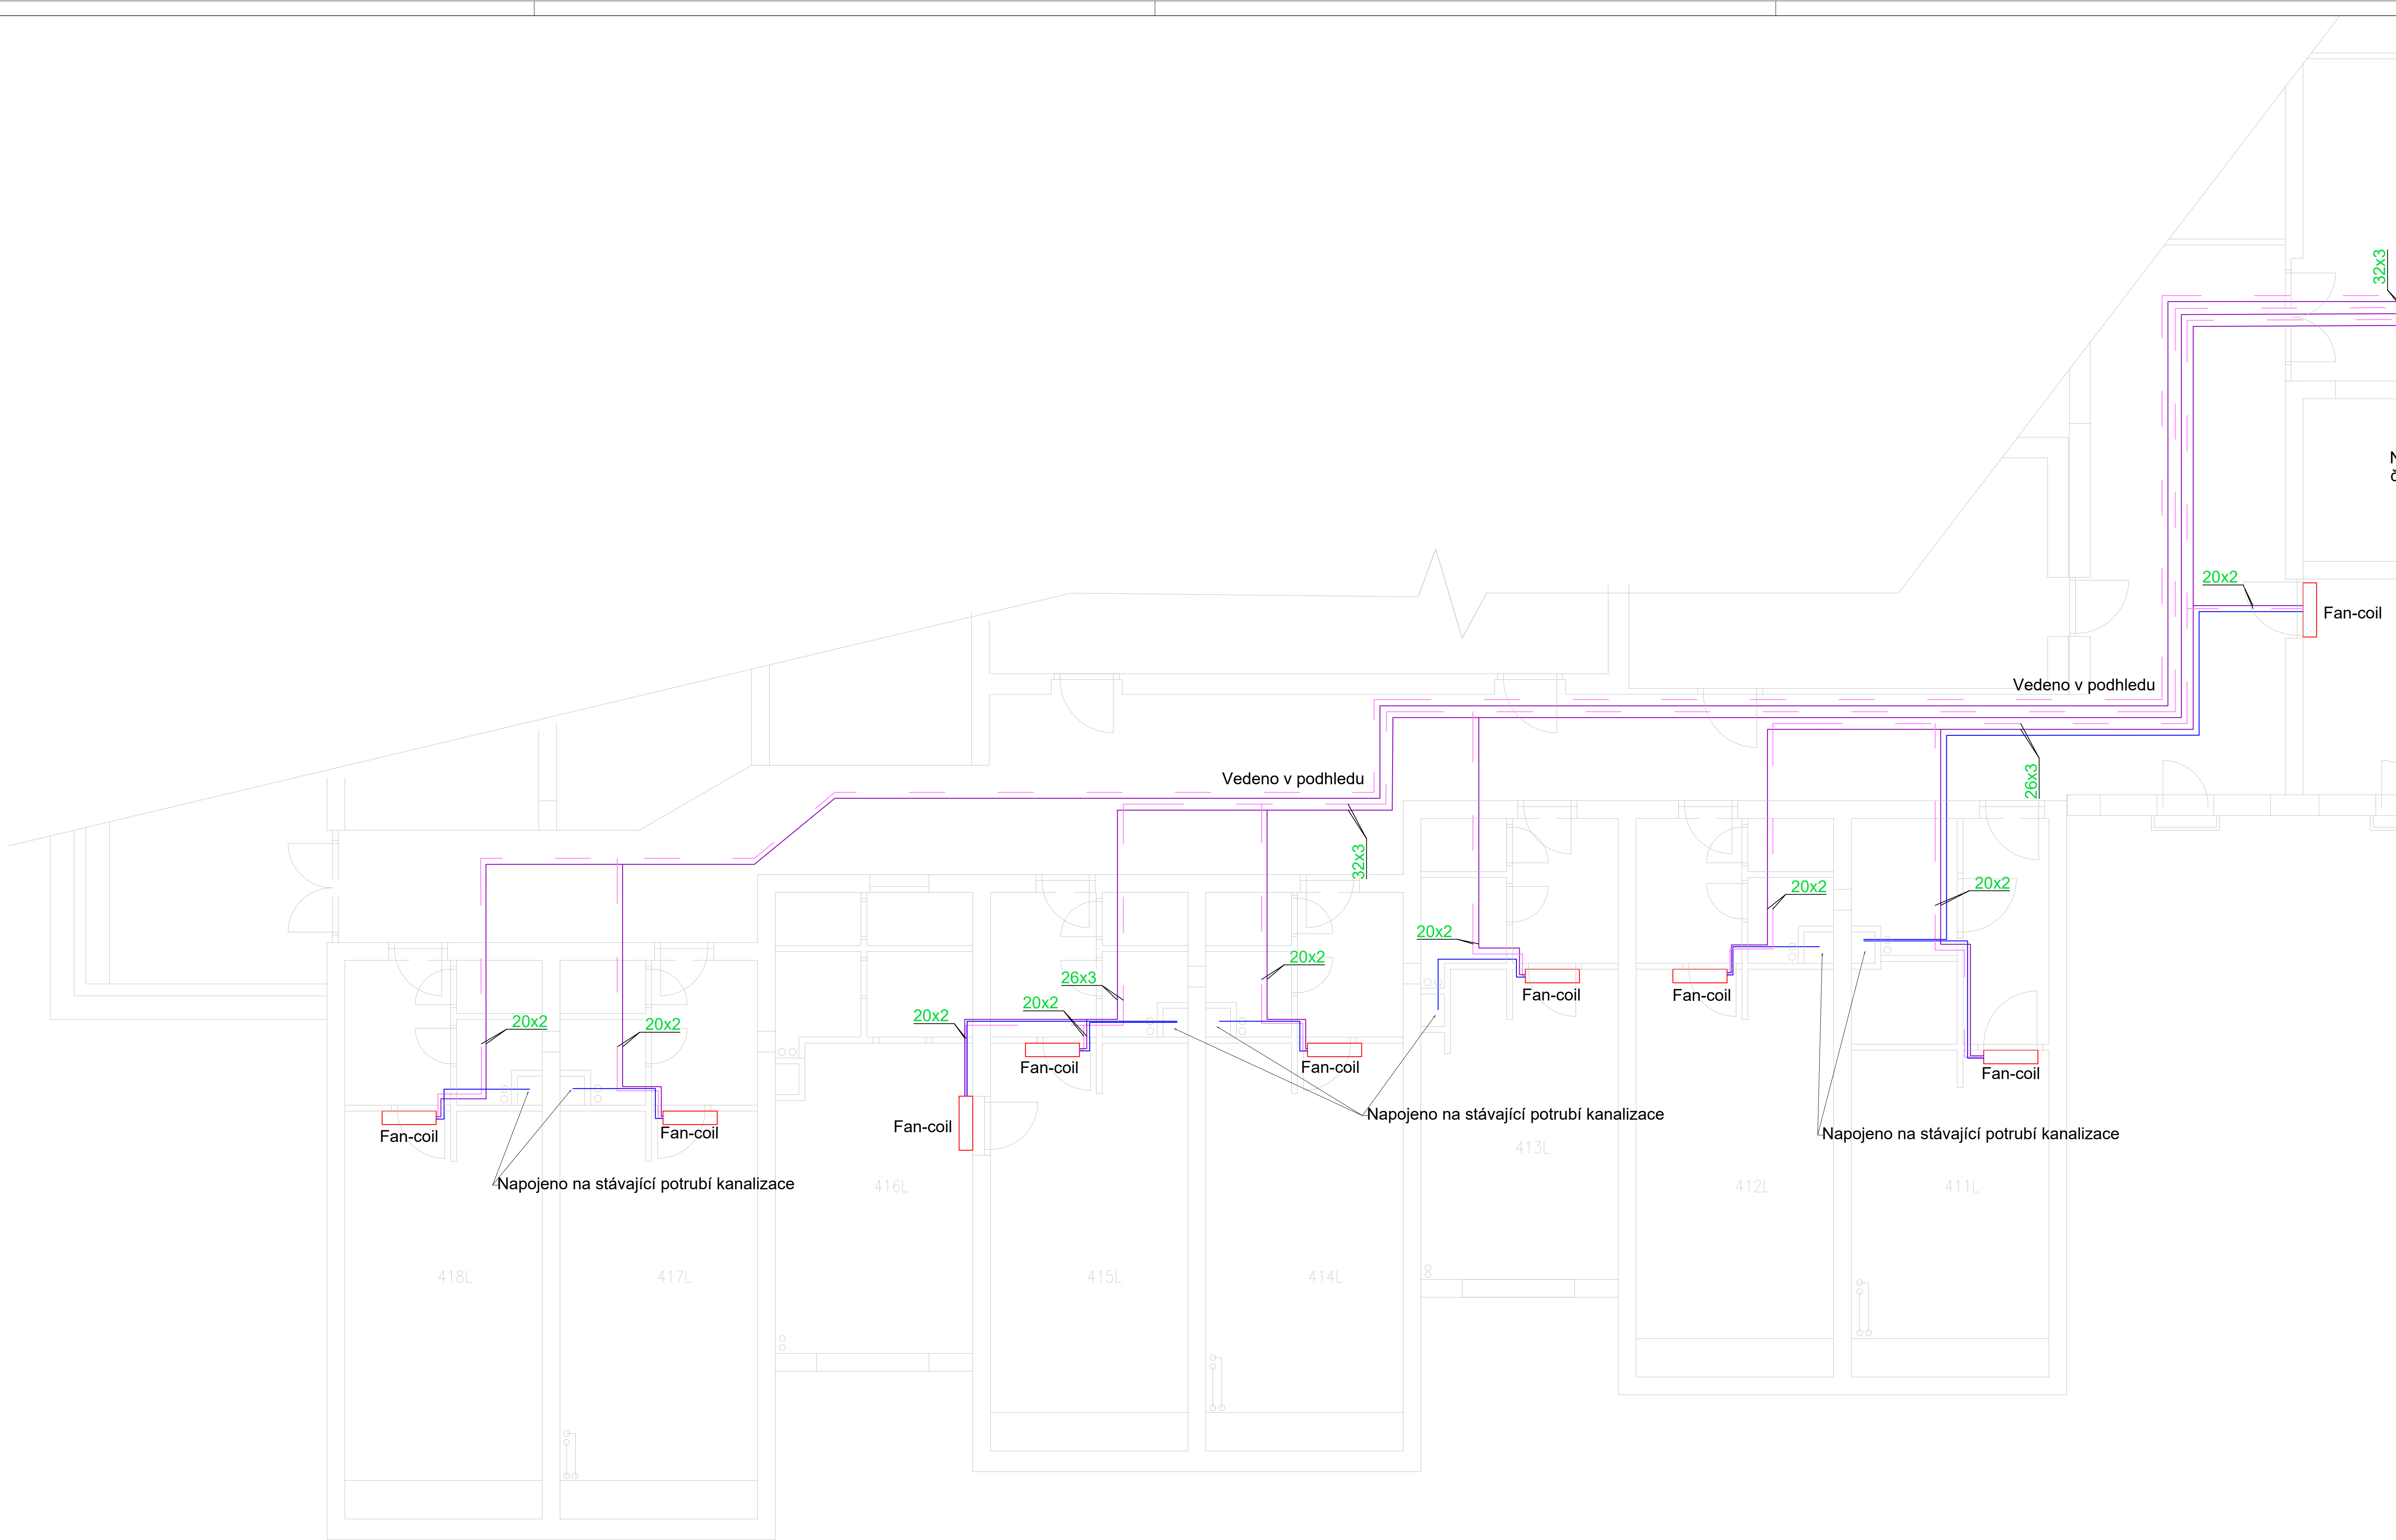 32x3
N
č
20x2
Fan-coil
Vedeno v podhledu
Vedeno v podhledu
26x3
32x3
20x2
20x2
20x2
20x2
26x3
20x2
20x2
20x2
20x2
Fan-coil
Fan-coil
Fan-coil
Fan-coil
Fan-coil
Fan-coil
Fan-coil
Fan-coil
Napojeno na stávající potrubí kanalizace
Napojeno na stávající potrubí kanalizace
Napojeno na stávající potrubí kanalizace
413L
416L
412L
411L
418L
417L
415L
414L